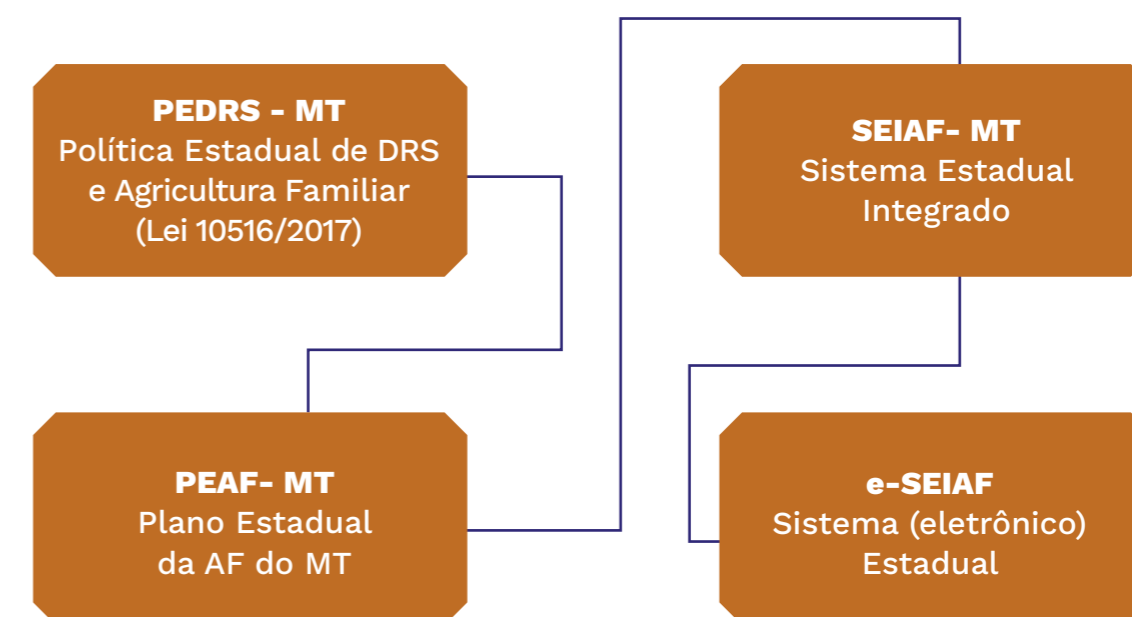 PEDRS - MT
Política Estadual de DRS
e Agricultura Familiar
(Lei 10516/2017)
PEAF- MT
Plano Estadual
da AF do MT
SEIAF- MT
Sistema Estadual
Integrado
e-SEIAF
Sistema (eletrônico)
Estadual